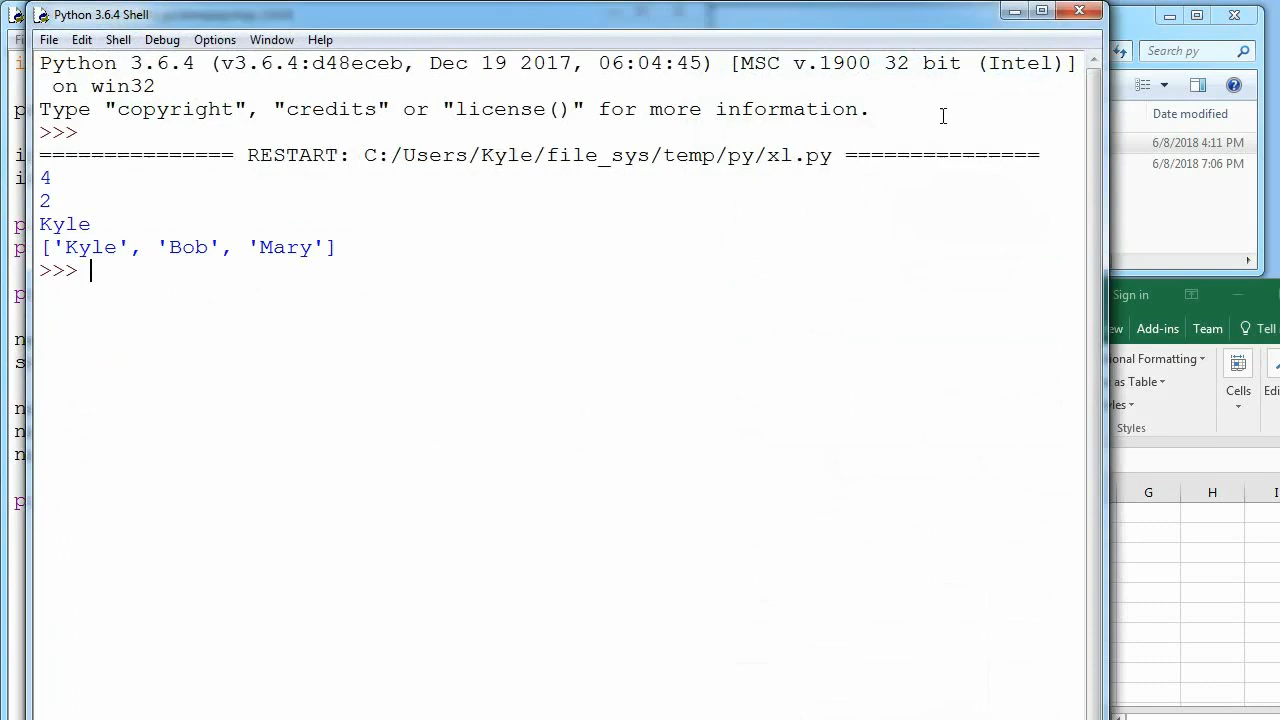 Python 3.6.4 Shell
File Edit Shell Debug Options Window Help
Python 3.6.4 (v3.6.4:d48eceb, Dec 19 2017, 06:04:45) [MSC v.1900 32 bit (Intel)]
on win32
Type "copyright", "credits" or "license()" for more information.
>>>
=============== RESTART: C:/Users/Kyle/file_sys/temp/py/xl.py ===============
4
2
Kyle
['Kyle', 'Bob', 'Mary']
>>>
Search py
Date modified
6/8/2018 4:11 PM
6/8/2018 7:06 PM
Sign in
Add-ins Team Tell
Formatting
as Table
Cells
Styles
G H I